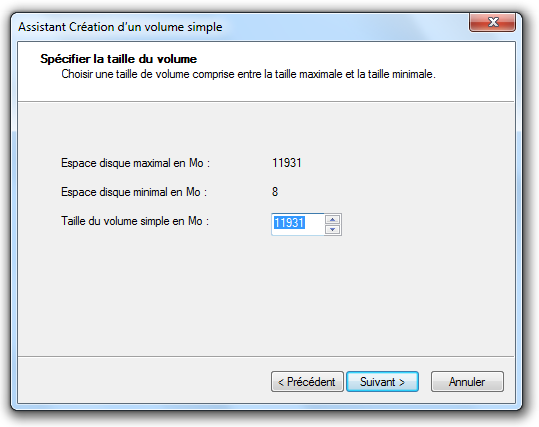 Assistant Création d'un volume simple
Spécifier la taille du volume
Choisir une taille de volume comprise entre la taille maximale et la taille minimale.
Espace disque maximal en Mo : 11931
Espace disque minimal en Mo : 8
Taille du volume simple en Mo : 11931
< Précédent Suivant > Annuler